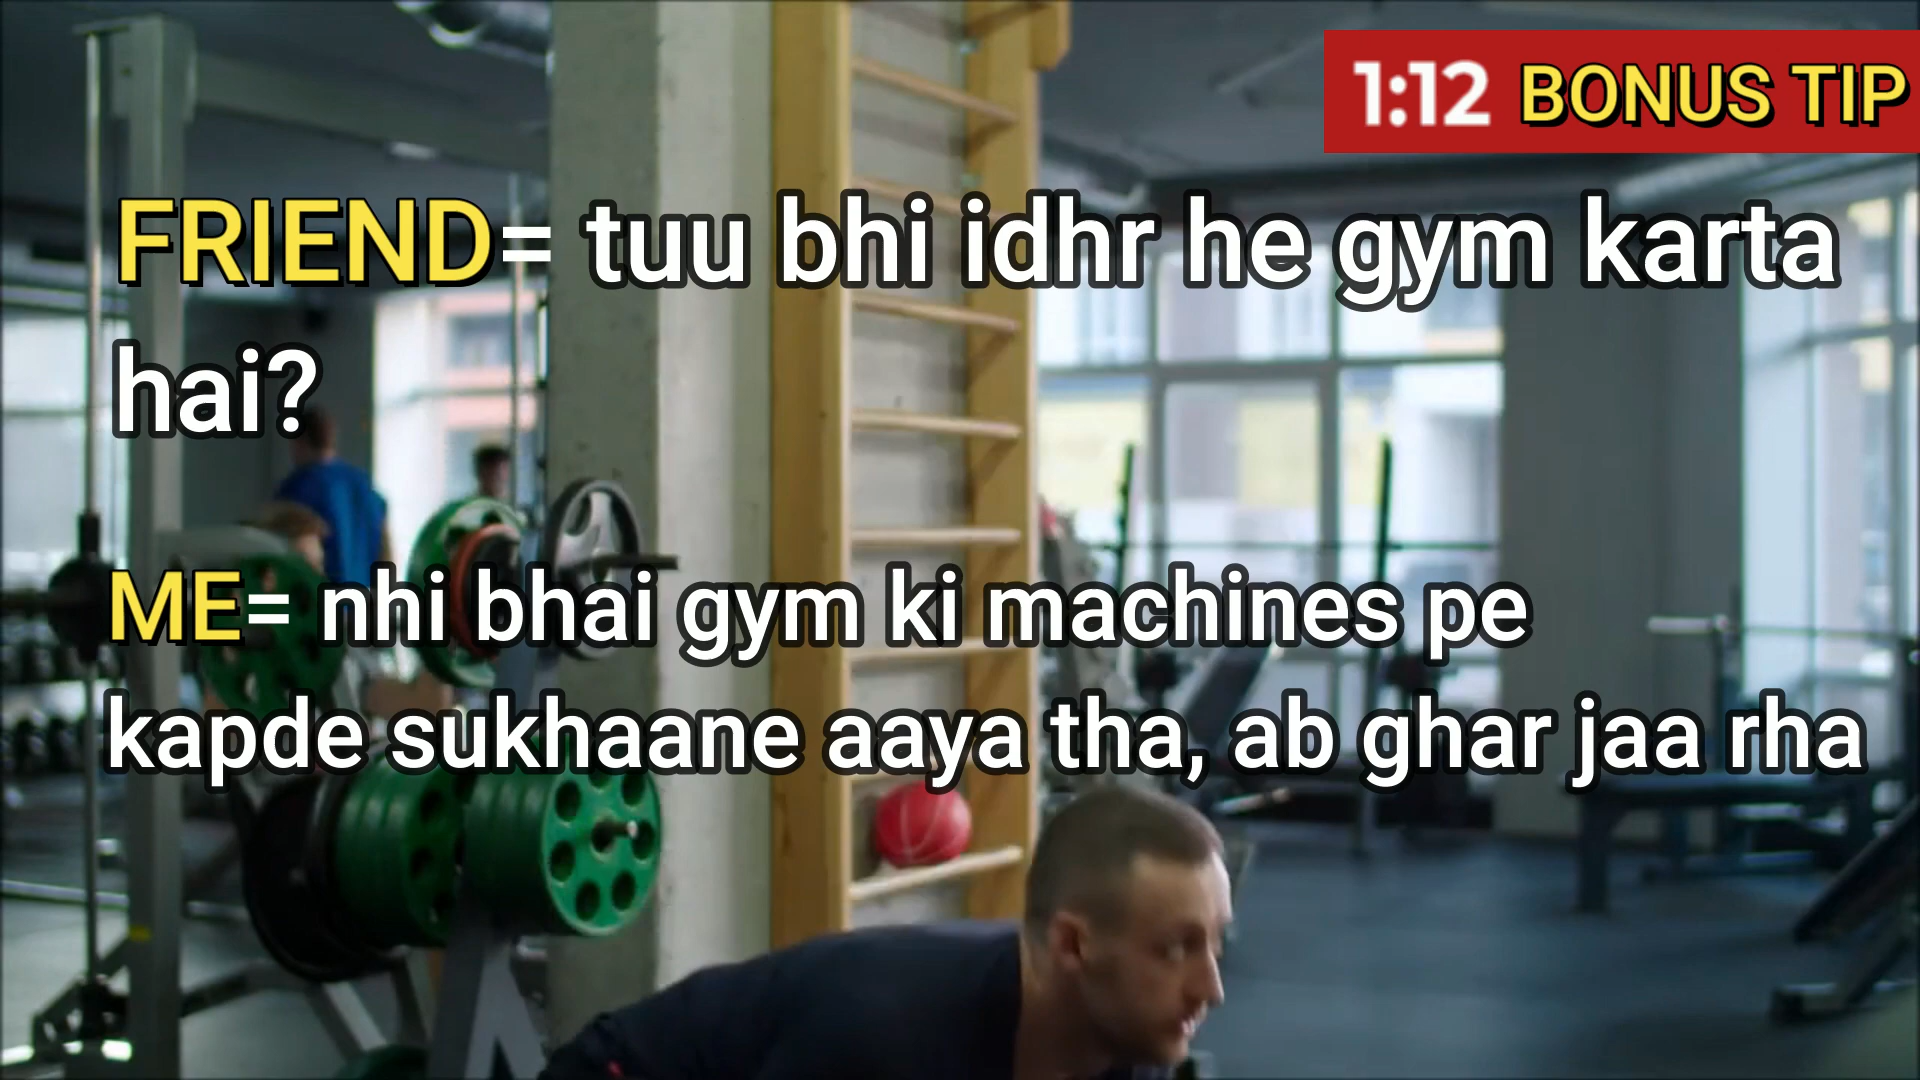 1:12 BONUS TIP
FRIEND= tuu bhi idhr he gym karta
hai?
ME= nhi bhai gym ki machines pe
kapde sukhaane aaya tha, ab ghar jaa rha